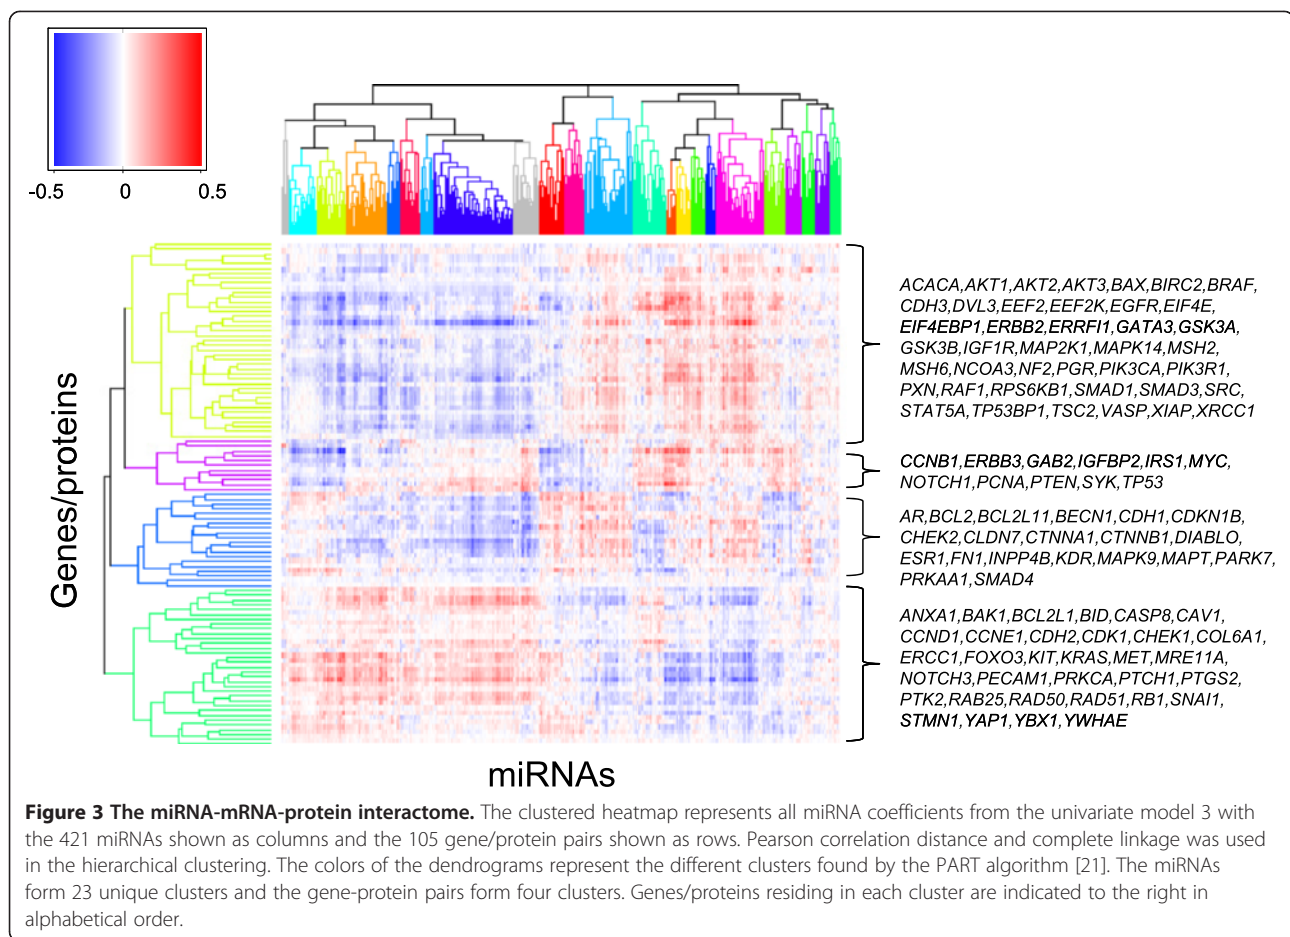 -0.5 0 0.5
Genes/proteins
ACACA,AKT1,AKT2,AKT3,BAX,BIRC2,BRAF,
CDH3,DVL3,EEF2,EEF2K,EGFR,EIF4E,
EIF4EBP1,ERBB2,ERRFI1,GATA3,GSK3A,
GSK3B,IGF1R,MAP2K1,MAPK14,MSH2,
MSH6,NCOA3,NF2,PGR,PIK3CA,PIK3R1,
PXN,RAF1,RPS6KB1,SMAD1,SMAD3,SRC,
STAT5A,TP53BP1,TSC2,VASP,XIAP,XRCC1
CCNB1,ERBB3,GAB2,IGFBP2,IRS1,MYC,
NOTCH1,PCNA,PTEN,SYK,TP53
AR,BCL2,BCL2L11,BECN1,CDH1,CDKN1B,
CHEK2,CLDN7,CTNNA1,CTNNB1,DIABLO,
ESR1,FN1,INPP4B,KDR,MAPK9,MAPT,PARK7,
PRKAA1,SMAD4
ANXA1,BAK1,BCL2L1,BID,CASP8,CAV1,
CCND1,CCNE1,CDH2,CDK1,CHEK1,COL6A1,
ERCC1,FOXO3,KIT,KRAS,MET,MRE11A,
NOTCH3,PECAM1,PRKCA,PTCH1,PTGS2,
PTK2,RAB25,RAD50,RAD51,RB1,SNAI1,
STMN1,YAP1,YBX1,YWHAE
miRNAs
Figure 3 The miRNA-mRNA-protein interactome. The clustered heatmap represents all miRNA coefficients from the univariate model 3 with
the 421 miRNAs shown as columns and the 105 gene/protein pairs shown as rows. Pearson correlation distance and complete linkage was used
in the hierarchical clustering. The colors of the dendrograms represent the different clusters found by the PART algorithm [21]. The miRNAs
form 23 unique clusters and the gene-protein pairs form four clusters. Genes/proteins residing in each cluster are indicated to the right in
alphabetical order.